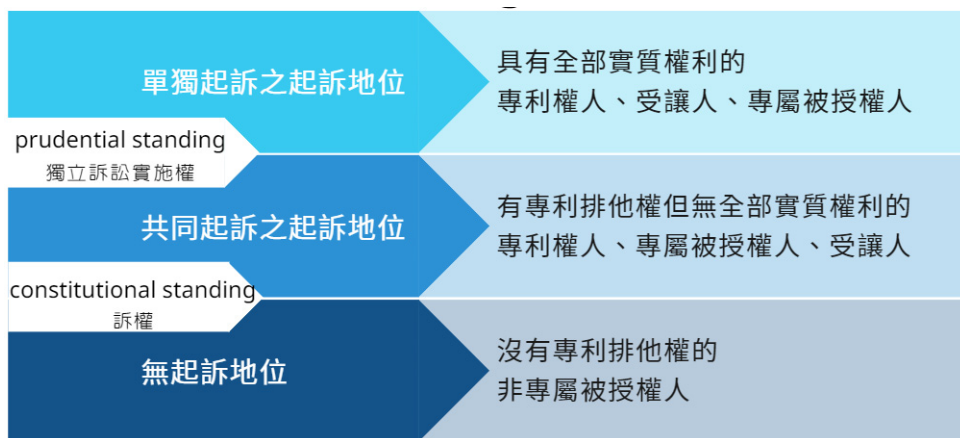 單獨起訴之起訴地位
具有全部實質權利的
專利權人、受讓人、專屬被授權人
prudential standing
獨立訴訟實施權
共同起訴之起訴地位
有專利排他權但無全部實質權利的
專利權人、專屬被授權人、受讓人
constitutional standing
訴權
無起訴地位
沒有專利排他權的
非專屬被授權人